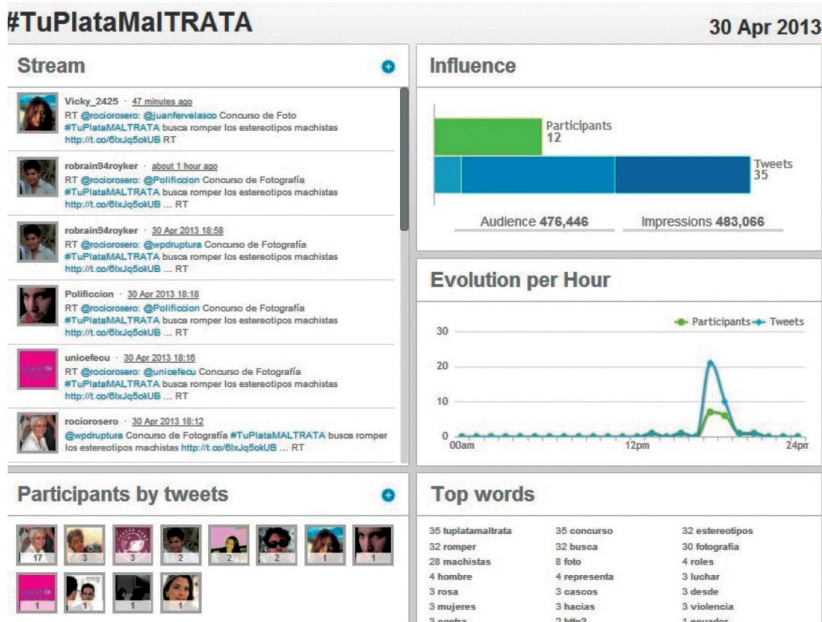 #TuPlataMalTRATA
30 Apr 2013
Stream
Vicky_2425 · 47 minutes ago
RT @rociorosero: @juanfervelasco Concurso de Foto
#TuPlataMALTRATA busca romper los estereotipos machistas
http://t.co/6lxJq5okUB RT
robrain94royker · about 1 hour ago
RT @rociorosero: @Polificcion Concurso de Fotografía
#TuPlataMALTRATA busca romper los estereotipos machistas
http://t.co/6lxJq5okUB ... RT
robrain94royker · 30 Apr 2013 18:58
RT @rociorosero: @wpdruptura Concurso de Fotografía
#TuPlataMALTRATA busca romper los estereotipos machistas
http://t.co/6lxJq5okUB ... RT
Polificcion · 30 Apr 2013 18:18
RT @rociorosero: @Polificcion Concurso de Fotografía
#TuPlataMALTRATA busca romper los estereotipos machistas
http://t.co/6lxJq5okUB ... RT
unicefecu · 30 Apr 2013 18:16
RT @rociorosero: @unicefecu Concurso de Fotografía
#TuPlataMALTRATA busca romper los estereotipos machistas
http://t.co/6lxJq5okUB ... RT
rociorosero · 30 Apr 2013 18:12
@wpdruptura Concurso de Fotografía #TuPlataMALTRATA busca romper
los estereotipos machistas http://t.co/6lxJq5okUB ... RT
Influence
Participants
12
Tweets
35
Audience 476,446 Impressions 483,066
Evolution per Hour
Participants Tweets
30
20
10
0
00am 12pm 24pm
Participants by tweets
17 3 3 2 2 2 1 1
1 1 1 1
Top words
35 tuplatamaltrata 35 concurso 32 estereotipos
32 romper 32 busca 30 fotografia
28 machistas 8 foto 4 roles
4 hombre 4 representa 3 luchar
3 rosa 3 cascos 3 desde
3 mujeres 3 hacias 3 violencia
3 contra 2 http2 1 ecuador